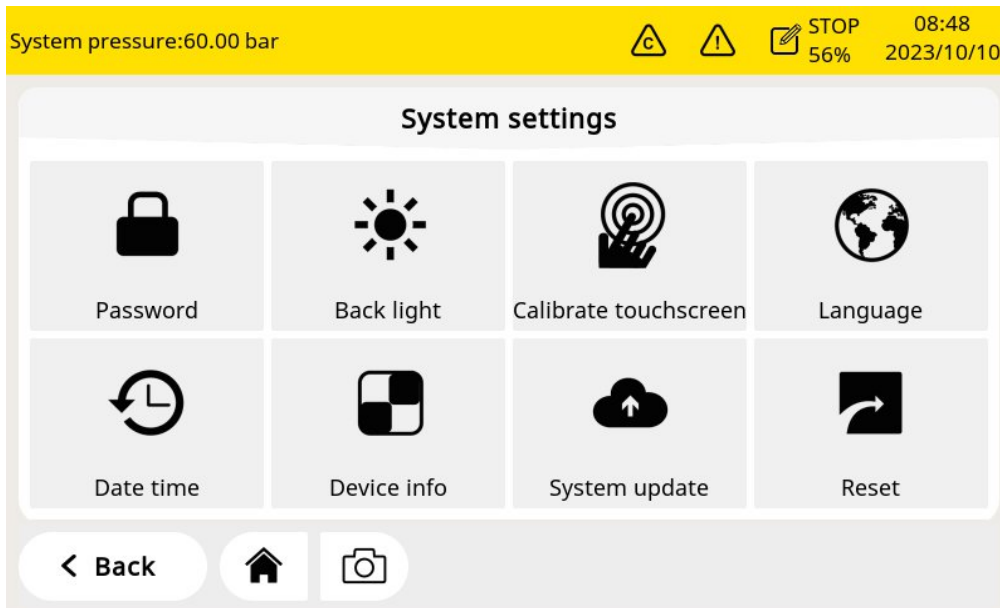 System pressure:60.00 bar
C
!
STOP
56%
08:48
2023/10/10
System settings
Password
Back light
Calibrate touchscreen
Language
Date time
Device info
System update
Reset
Back